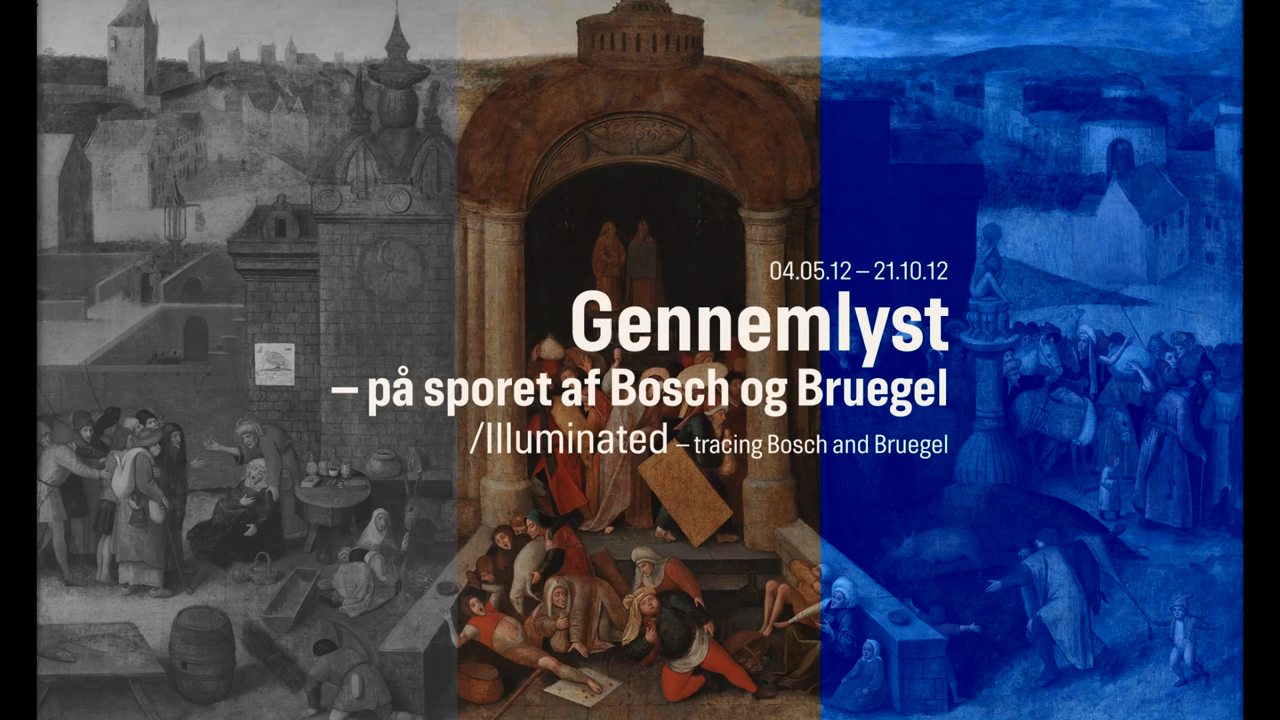 04.05.12 – 21.10.12
Gennemlyst
– på sporet af Bosch og Bruegel
/Illuminated – tracing Bosch and Bruegel